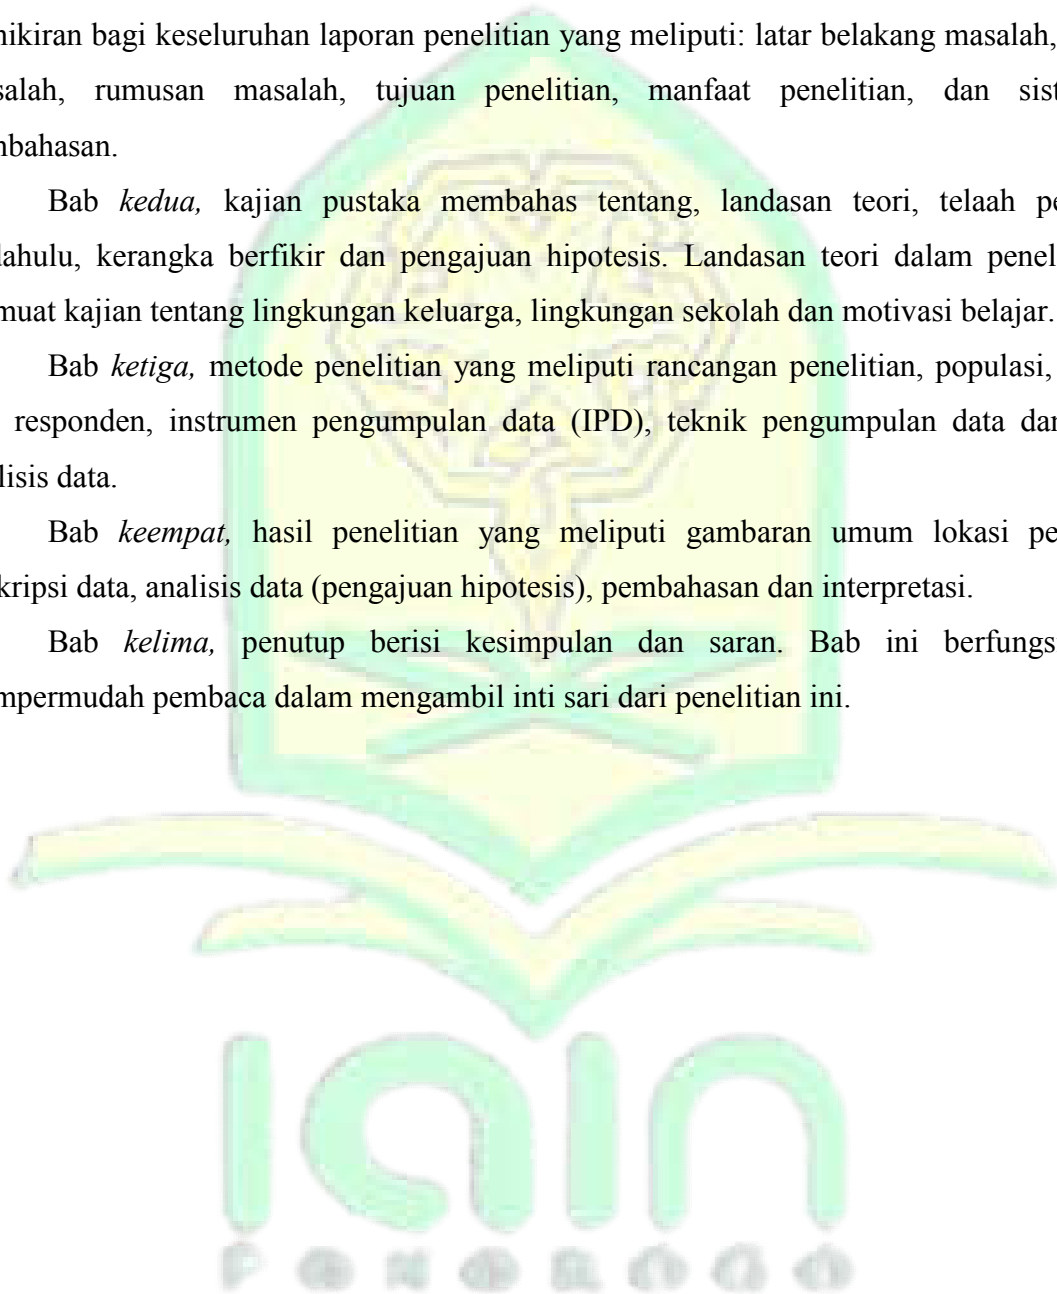 nikiran bagi keseluruhan laporan penelitian yang meliputi: latar belakang masalah,
salah, rumusan masalah, tujuan penelitian, manfaat penelitian, dan sist
nbahasan.
Bab kedua, kajian pustaka membahas tentang, landasan teori, telaah pe
dahulu, kerangka berfikir dan pengajuan hipotesis. Landasan teori dalam penel
muat kajian tentang lingkungan keluarga, lingkungan sekolah dan motivasi belajar.
Bab ketiga, metode penelitian yang meliputi rancangan penelitian, populasi,
responden, instrumen pengumpulan data (IPD), teknik pengumpulan data dan
lisis data.
Bab keempat, hasil penelitian yang meliputi gambaran umum lokasi pe
kripsi data, analisis data (pengajuan hipotesis), pembahasan dan interpretasi.
Bab kelima, penutup berisi kesimpulan dan saran. Bab ini berfungs
mpermudah pembaca dalam mengambil inti sari dari penelitian ini.
iain
PONOROGO